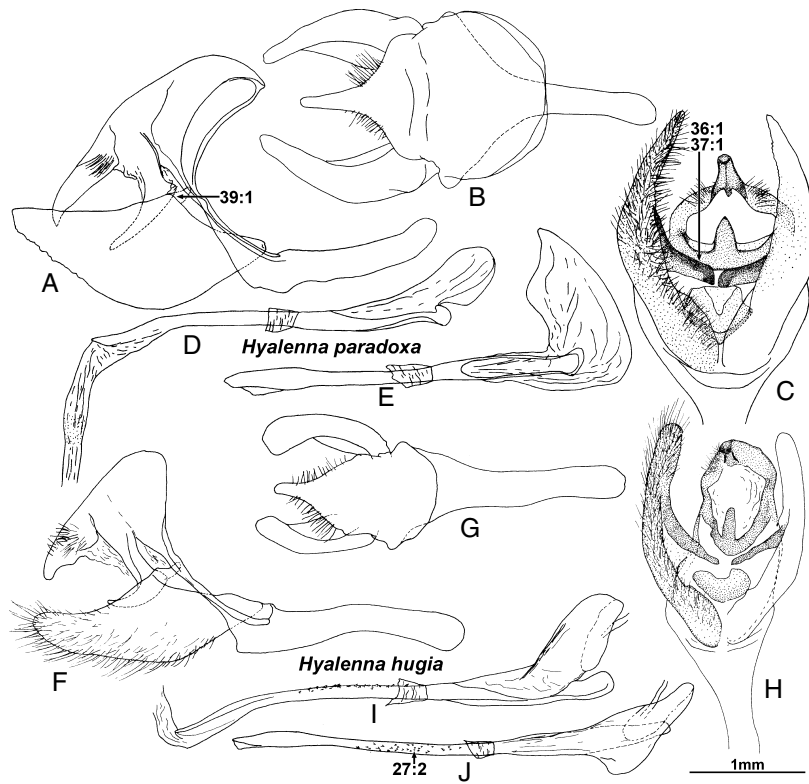 A
39:1
B
36:1
37:1
C
D
Hyalenna paradoxa
E
F
G
H
Hyalenna hugia
I
27:2
J
1mm